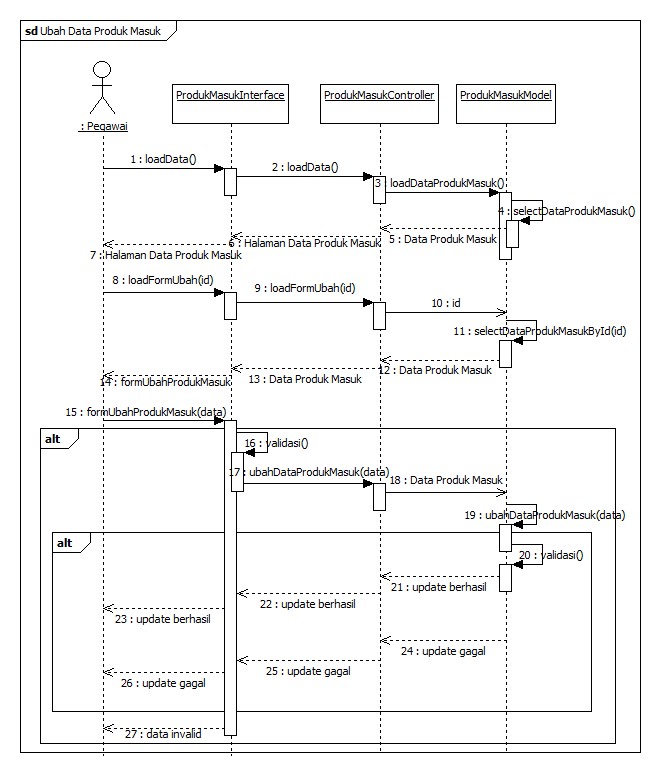 sd Ubah Data Produk Masuk
: Pegawai
ProdukMasukInterface
ProdukMasukController
ProdukMasukModel
1 : loadData()
2 : loadData()
3 : loadDataProdukMasuk()
4 : selectDataProdukMasuk()
5 : Data Produk Masuk
6 : Halaman Data Produk Masuk
7 : Halaman Data Produk Masuk
8 : loadFormUbah(id)
9 : loadFormUbah(id)
10 : id
11 : selectDataProdukMasukById(id)
12 : Data Produk Masuk
13 : Data Produk Masuk
14 : formUbahProdukMasuk
15 : formUbahProdukMasuk(data)
alt
16 : validasi()
17 : ubahDataProdukMasuk(data)
18 : Data Produk Masuk
19 : ubahDataProdukMasuk(data)
alt
20 : validasi()
21 : update berhasil
22 : update berhasil
23 : update berhasil
24 : update gagal
25 : update gagal
26 : update gagal
27 : data invalid